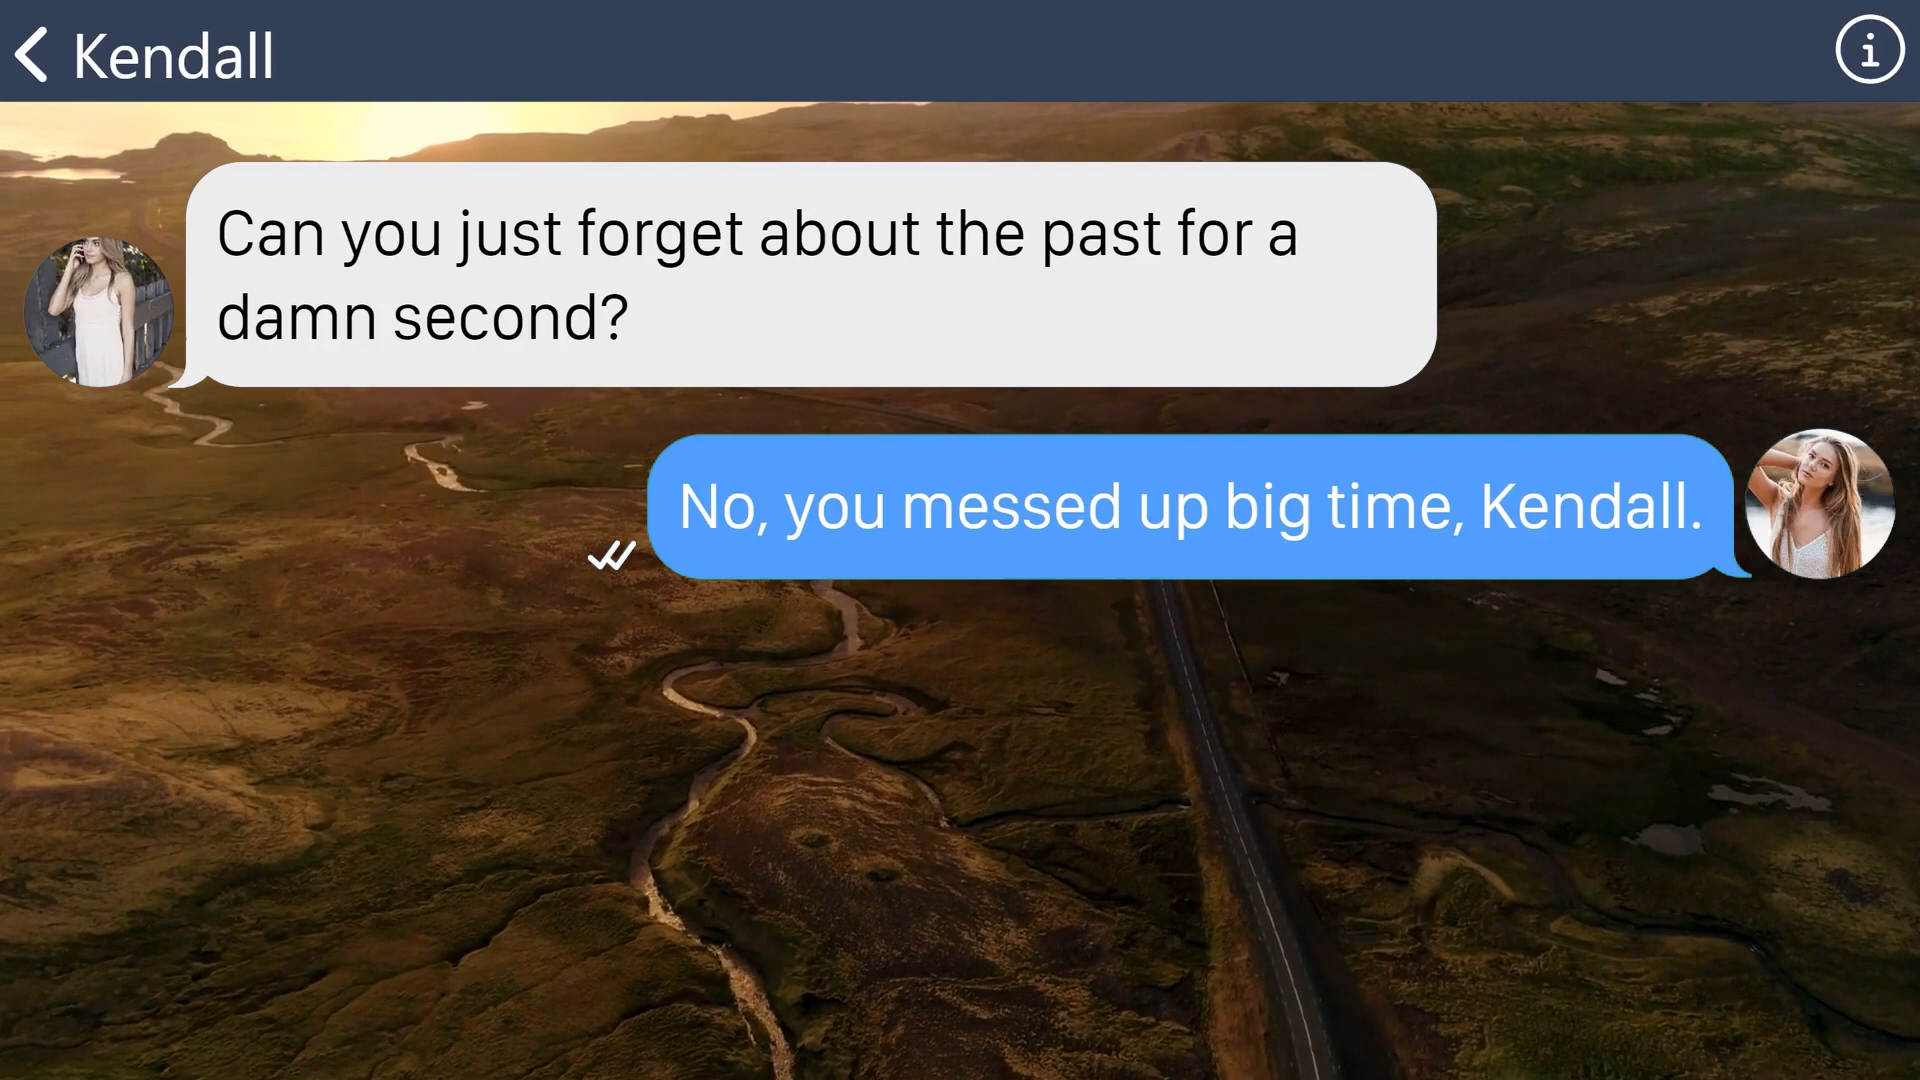 Kendall
Can you just forget about the past for a
damn second?
No, you messed up big time, Kendall.